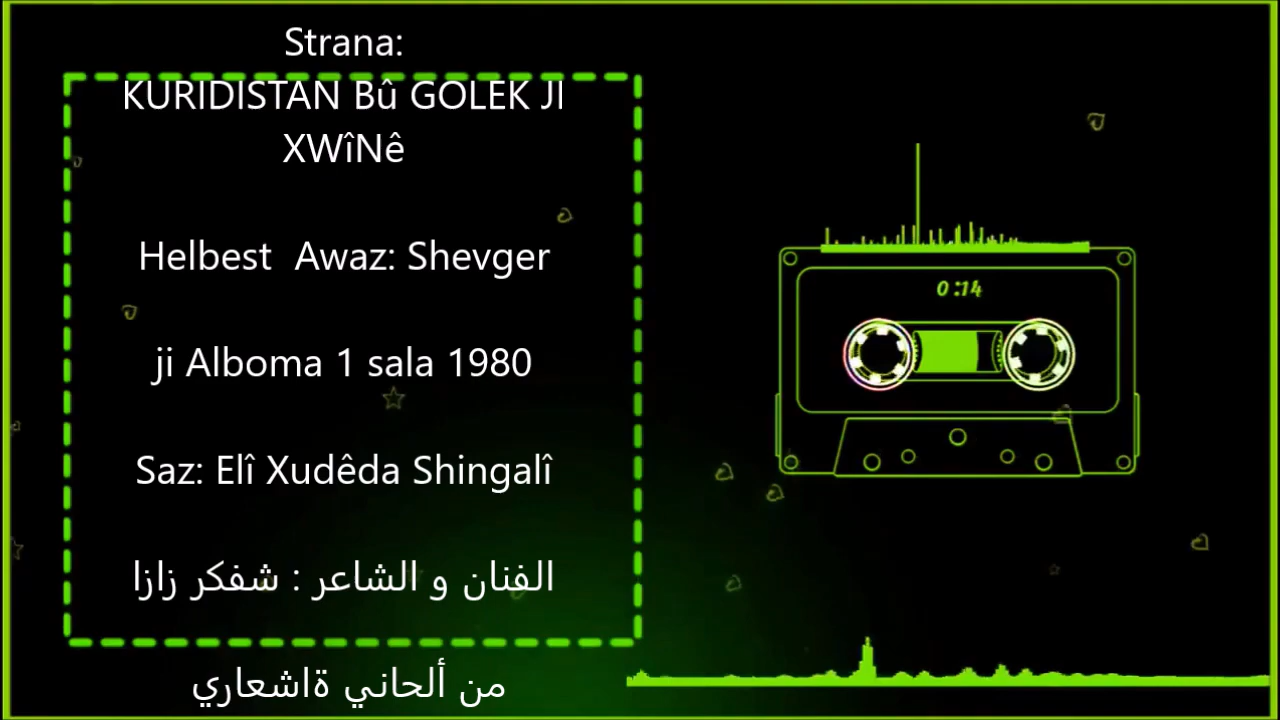 Strana:
KURIDISTAN Bû GOLEK JI
XWîNê
Helbest  Awaz: Shevger
ji Alboma 1 sala 1980
Saz: Elî Xudêda Shingalî
الفنان و الشاعر : شفكر زازا
من ألحاني ةاشعاري
0:14